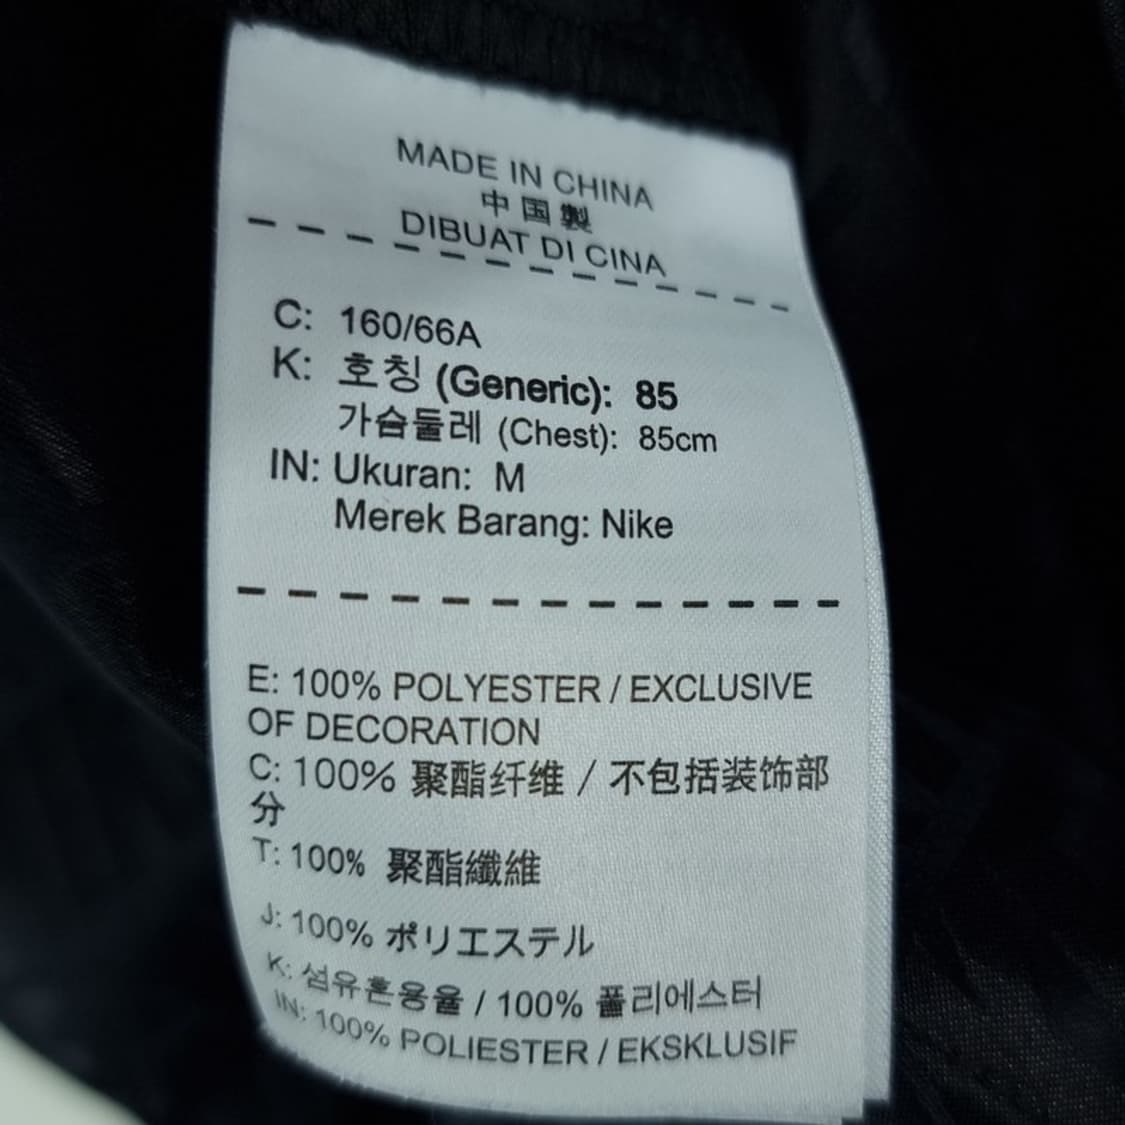 MADE IN CHINA
中国製
DIBUAT DI CINA
C: 160/66A
K: 호칭 (Generic): 85
가슴둘레 (Chest): 85cm
IN: Ukuran: M
Merek Barang: Nike
E: 100% POLYESTER / EXCLUSIVE
OF DECORATION
C: 100% 聚酯纤维 / 不包括装饰部
分
T: 100% 聚酯纖維
J: 100% ポリエステル
K: 섬유혼용율 / 100% 폴리에스터
IN: 100% POLIESTER / EKSKLUSIF